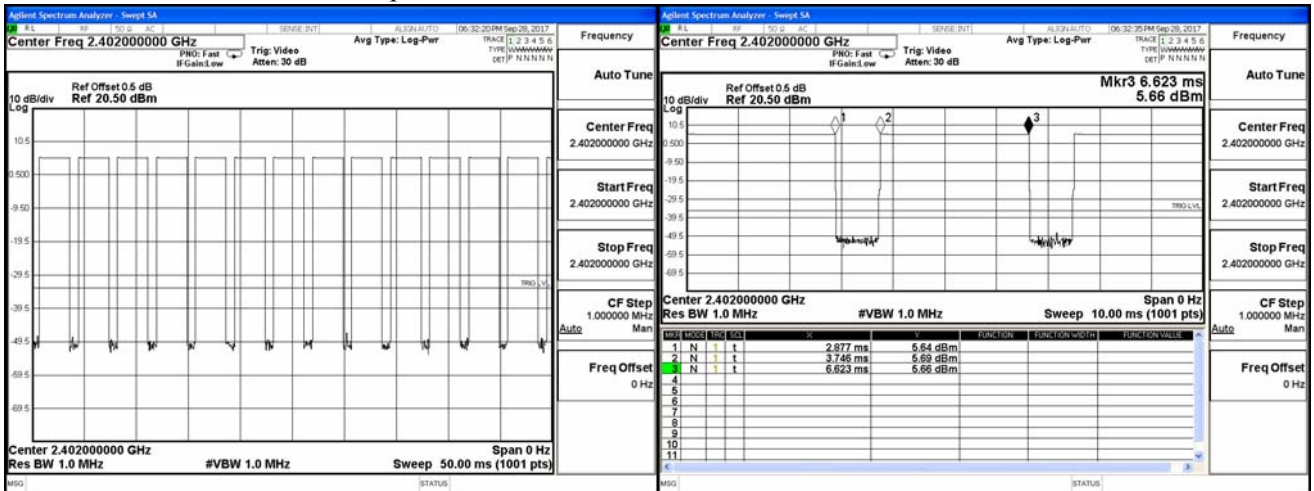 Agilent Spectrum Analyzer - Swept SA
RL RF 50 Ω AC SENSE:INT ALIGN AUTO 06:32:20 PM Sep 28, 2017
Center Freq 2.402000000 GHz
PNO: Fast
IFGain:Low
Trig: Video
Atten: 30 dB
Avg Type: Log-Pwr
TRACE 1 2 3 4 5 6
TYPE
DET P N N N N N
Ref Offset 0.5 dB
10 dB/div Ref 20.50 dBm
Log
10.5
0.500
-9.50
-19.5
-29.5
TRIG LVL
-39.5
-49.5
-59.5
-69.5
Center 2.402000000 GHz Span 0 Hz
Res BW 1.0 MHz #VBW 1.0 MHz Sweep 50.00 ms (1001 pts)
MSG STATUS
Frequency
Auto Tune
Center Freq
2.402000000 GHz
Start Freq
2.402000000 GHz
Stop Freq
2.402000000 GHz
CF Step
1.000000 MHz
Auto Man
Freq Offset
0 Hz
Agilent Spectrum Analyzer - Swept SA
RL RF 50 Ω AC SENSE:INT ALIGN AUTO 06:32:35 PM Sep 28, 2017
Center Freq 2.402000000 GHz
PNO: Fast
IFGain:Low
Trig: Video
Atten: 30 dB
Avg Type: Log-Pwr
TRACE 1 2 3 4 5 6
TYPE
DET P N N N N N
Mkr3 6.623 ms
5.66 dBm
Ref Offset 0.5 dB
10 dB/div Ref 20.50 dBm
Log
1 2 3
10.5
0.500
-9.50
-19.5
-29.5
TRIG LVL
-39.5
-49.5
-59.5
-69.5
Center 2.402000000 GHz Span 0 Hz
Res BW 1.0 MHz #VBW 1.0 MHz Sweep 10.00 ms (1001 pts)
MKR MODE TRC SCL X Y FUNCTION FUNCTION WIDTH FUNCTION VALUE
1 N 1 t 2.877 ms 5.64 dBm
2 N 1 t 3.746 ms 5.69 dBm
3 N 1 t 6.623 ms 5.66 dBm
4
5
6
7
8
9
10
11
MSG STATUS
Frequency
Auto Tune
Center Freq
2.402000000 GHz
Start Freq
2.402000000 GHz
Stop Freq
2.402000000 GHz
CF Step
1.000000 MHz
Auto Man
Freq Offset
0 Hz